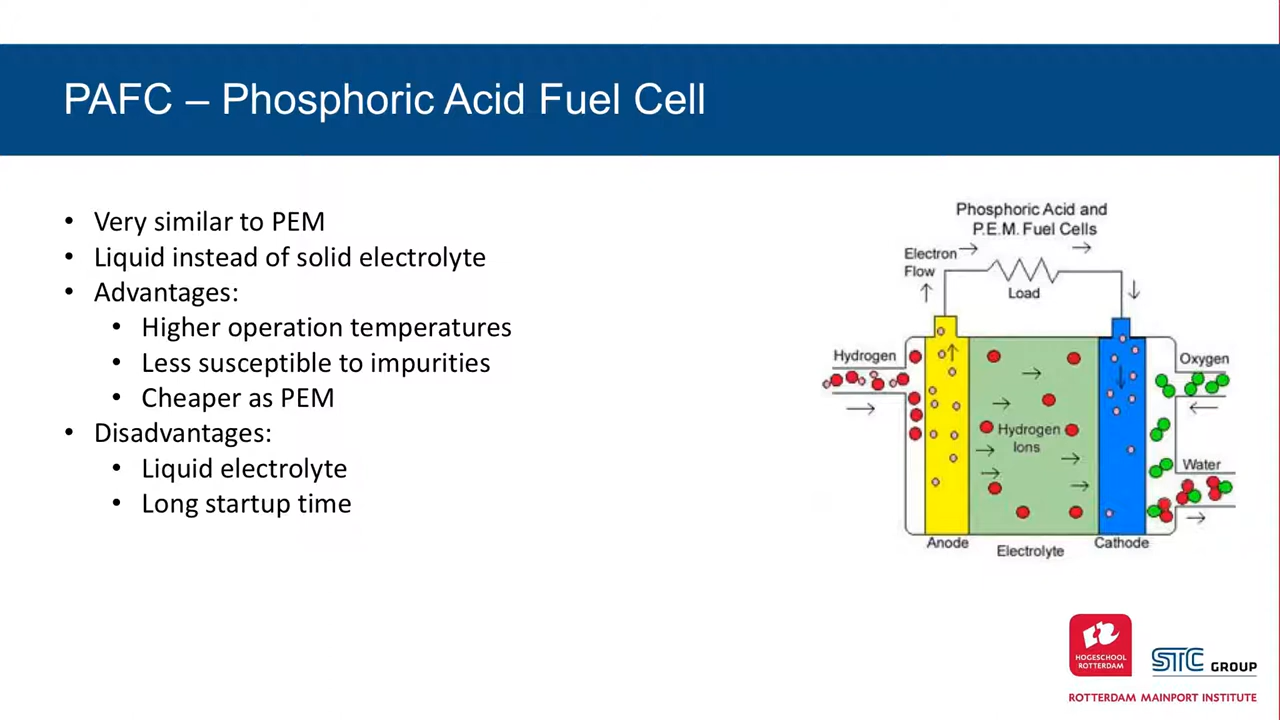 PAFC – Phosphoric Acid Fuel Cell
• Very similar to PEM
• Liquid instead of solid electrolyte
• Advantages:
• Higher operation temperatures
• Less susceptible to impurities
• Cheaper as PEM
• Disadvantages:
• Liquid electrolyte
• Long startup time
Phosphoric Acid and
P.E.M. Fuel Cells
Electron
Flow
Load
Hydrogen
Oxygen
Hydrogen
Ions
Water
Anode
Electrolyte
Cathode
HOGESCHOOL
ROTTERDAM
STC GROUP
ROTTERDAM MAINPORT INSTITUTE